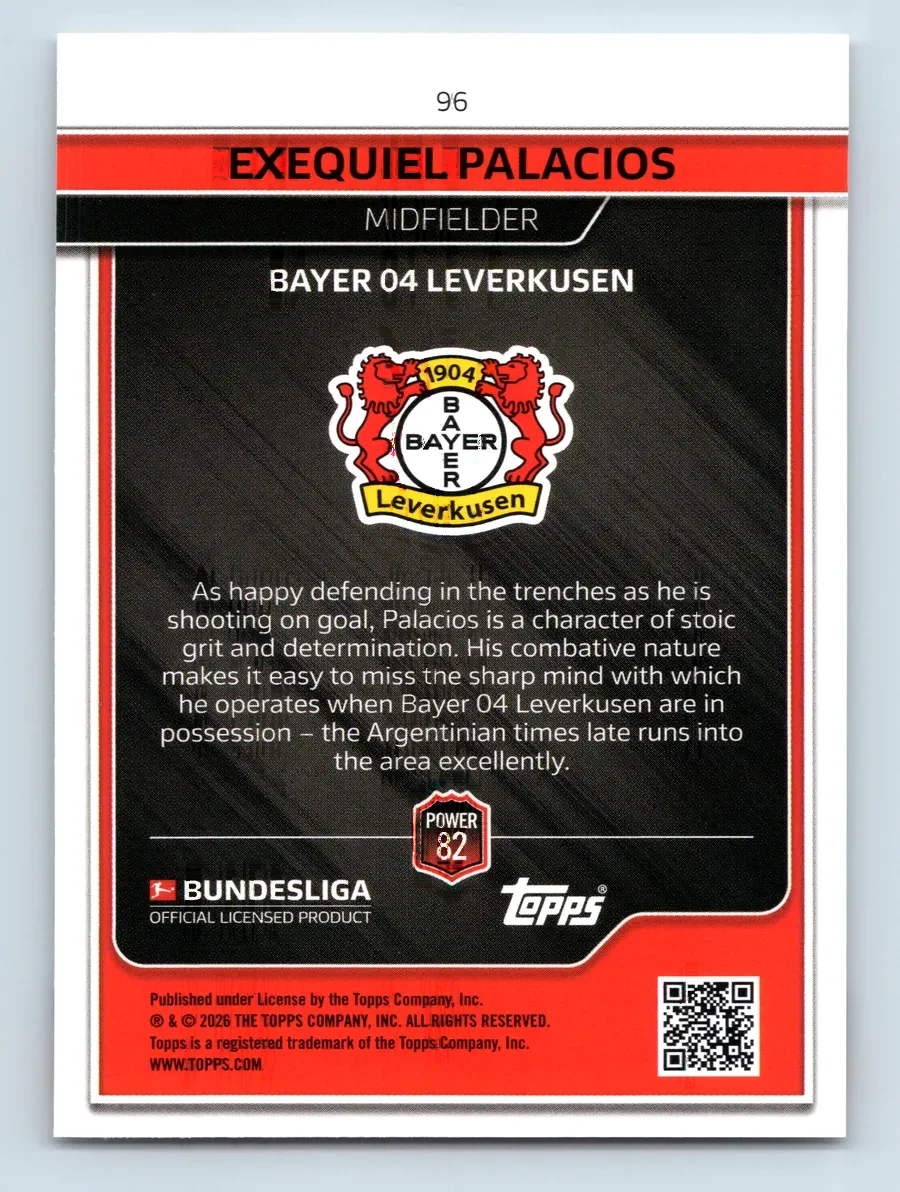 96
EXEQUIEL PALACIOS
MIDFIELDER
BAYER 04 LEVERKUSEN
1904
BAYER
BAYER
Leverkusen
As happy defending in the trenches as he is
shooting on goal, Palacios is a character of stoic
grit and determination. His combative nature
makes it easy to miss the sharp mind with which
he operates when Bayer 04 Leverkusen are in
possession – the Argentinian times late runs into
the area excellently.
POWER
82
BUNDESLIGA
OFFICIAL LICENSED PRODUCT
Topps®
Published under License by the Topps Company, Inc.
® & © 2026 THE TOPPS COMPANY, INC. ALL RIGHTS RESERVED.
Topps is a registered trademark of the Topps Company, Inc.
WWW.TOPPS.COM